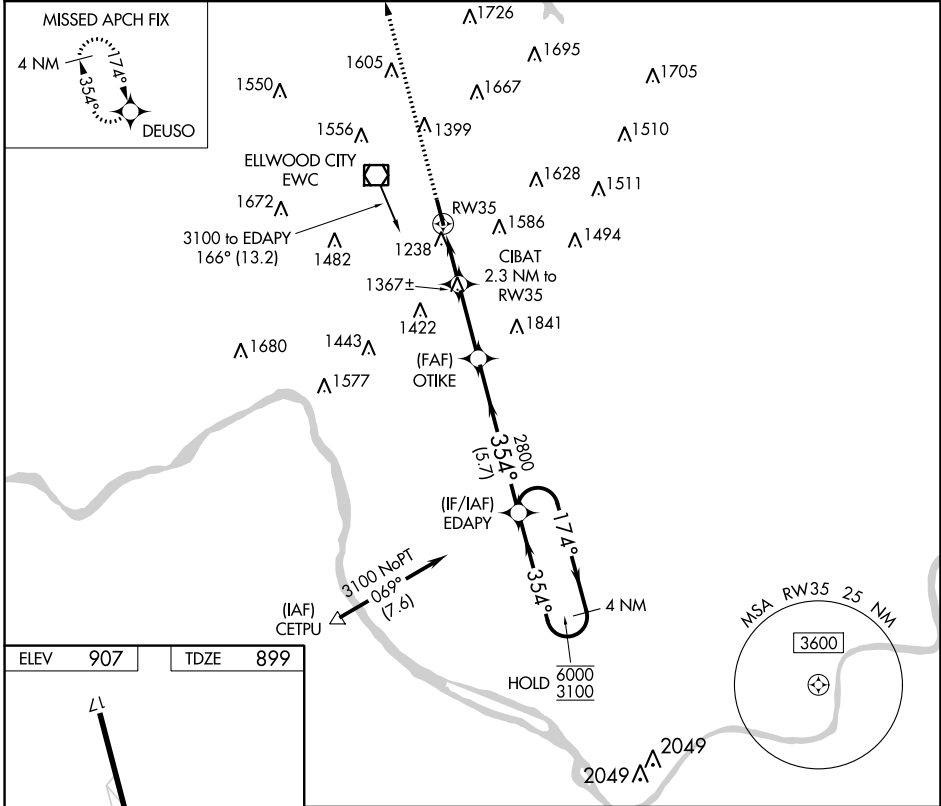 MISSED APCH FIX
4 NM
174°
354°
DEUSO
1726
1695
1605
1705
1550
1667
1399
1556
1510
ELLWOOD CITY
EWC
1628
1511
1672
RW35
3100 to EDAPY
166° (13.2)
1482
1238
1586
1494
CIBAT
2.3 NM to
RW35
1367±
1422
1841
1680
1443
1577
(FAF)
OTIKE
2800
354°
(5.7)
(IF/IAF)
EDAPY
174°
354°
4 NM
3100 NoPT
069°
(7.6)
(IAF)
CETPU
HOLD
6000
3100
MSA RW35 25 NM
3600
ELEV 907
TDZE 899
17
2049
2049